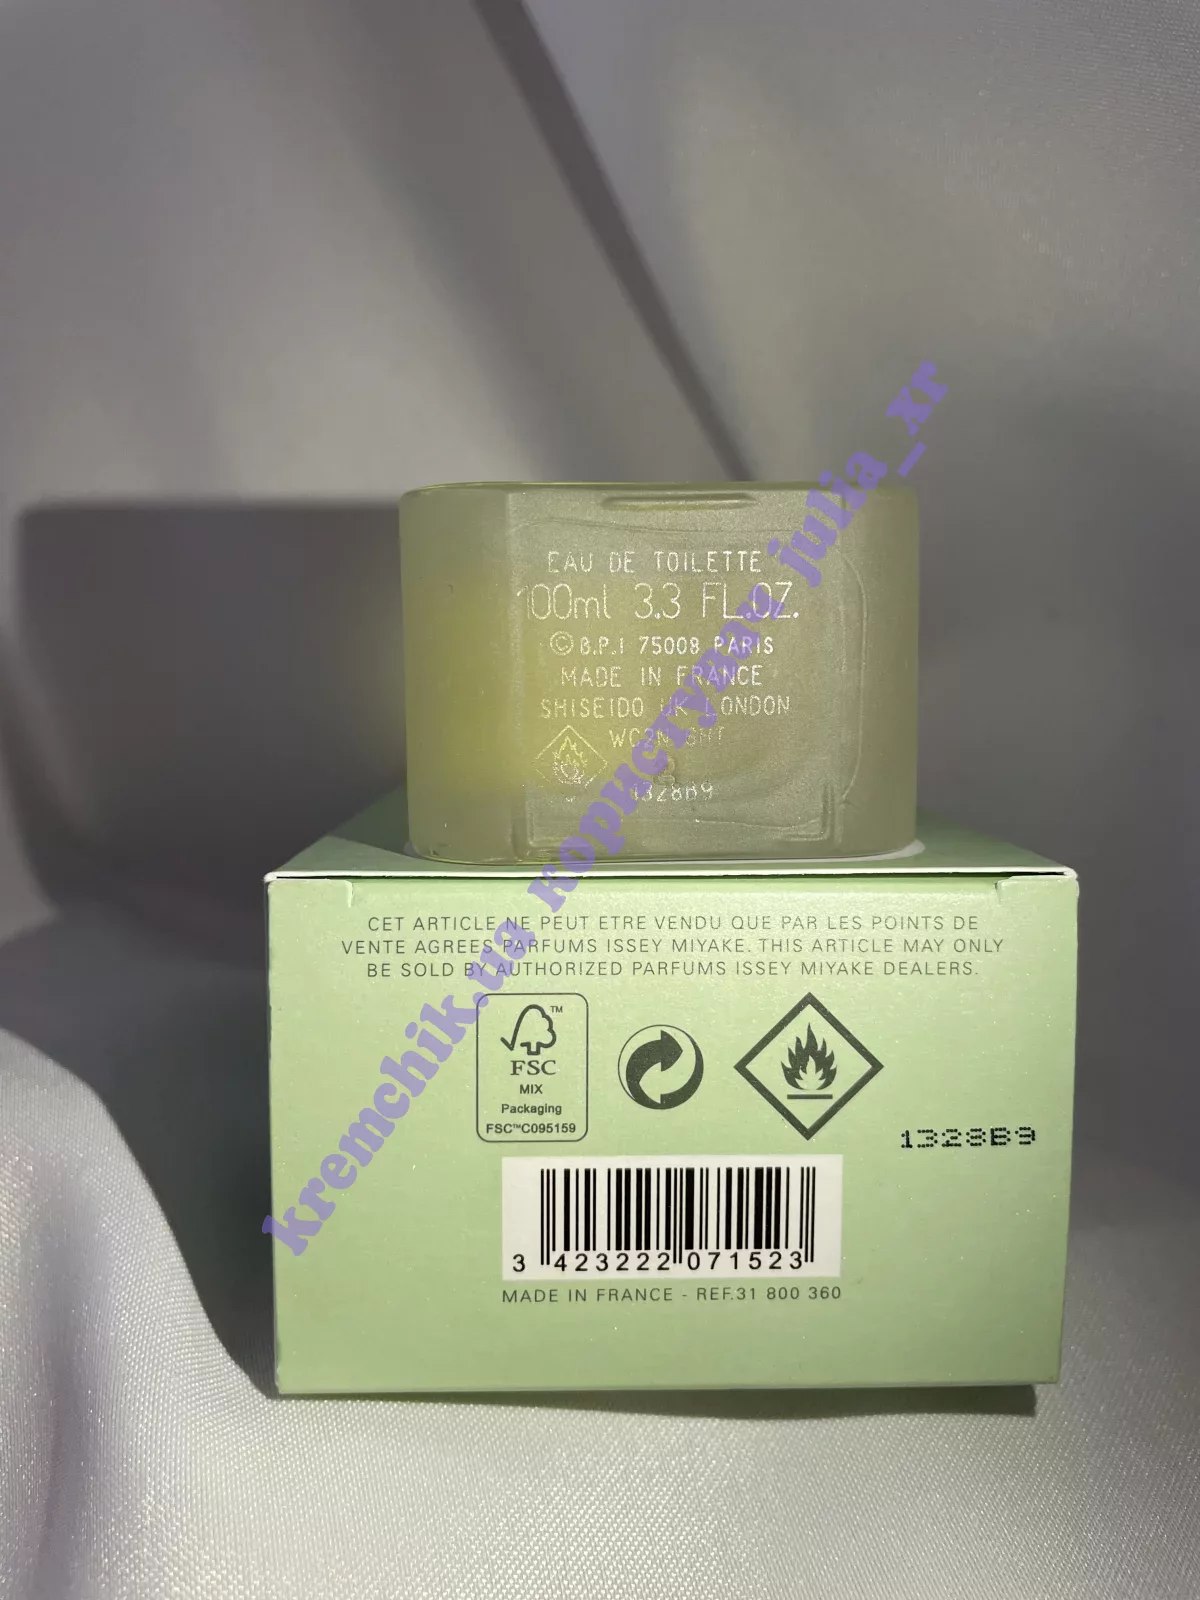 EAU DE TOILETTE
100ml 3.3 FL.OZ.
© B.P.I 75008 PARIS
MADE IN FRANCE
SHISEIDO UK LONDON
1328B9
CET ARTICLE NE PEUT ETRE VENDU QUE PAR LES POINTS DE
VENTE AGREES PARFUMS ISSEY MIYAKE. THIS ARTICLE MAY ONLY
BE SOLD BY AUTHORIZED PARFUMS ISSEY MIYAKE DEALERS.
FSC™
MIX
Packaging
FSC™C095159
1328B9
3 423222 071523
MADE IN FRANCE - REF.31 800 360
kremchik.ua користувач julia_xr